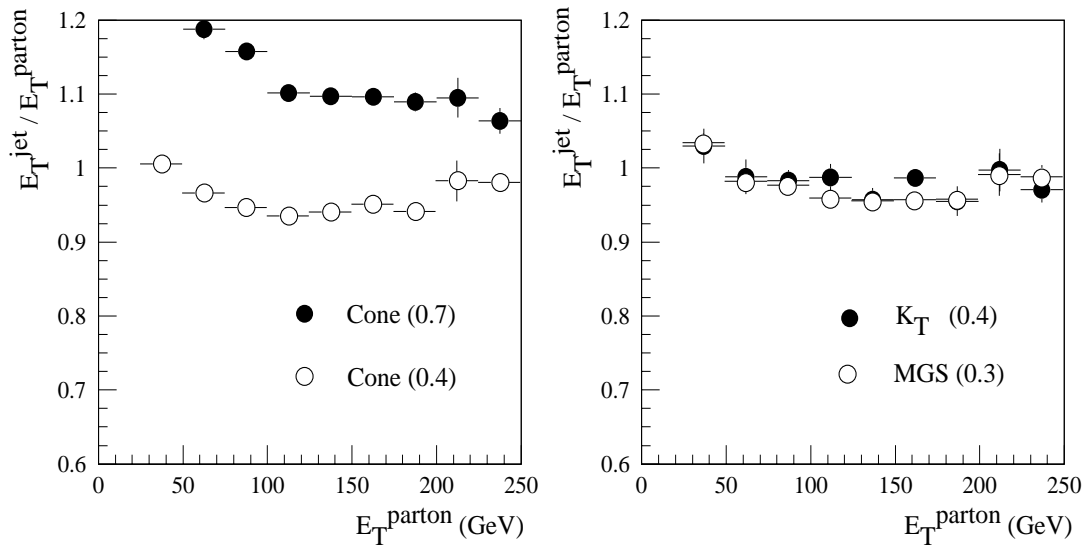 E_T^jet / E_T^parton
1.2
1.1
1
0.9
0.8
0.7
0.6
Cone (0.7)
Cone (0.4)
0 50 100 150 200 250
E_T^parton (GeV)
E_T^jet / E_T^parton
1.2
1.1
1
0.9
0.8
0.7
0.6
K_T (0.4)
MGS (0.3)
0 50 100 150 200 250
E_T^parton (GeV)